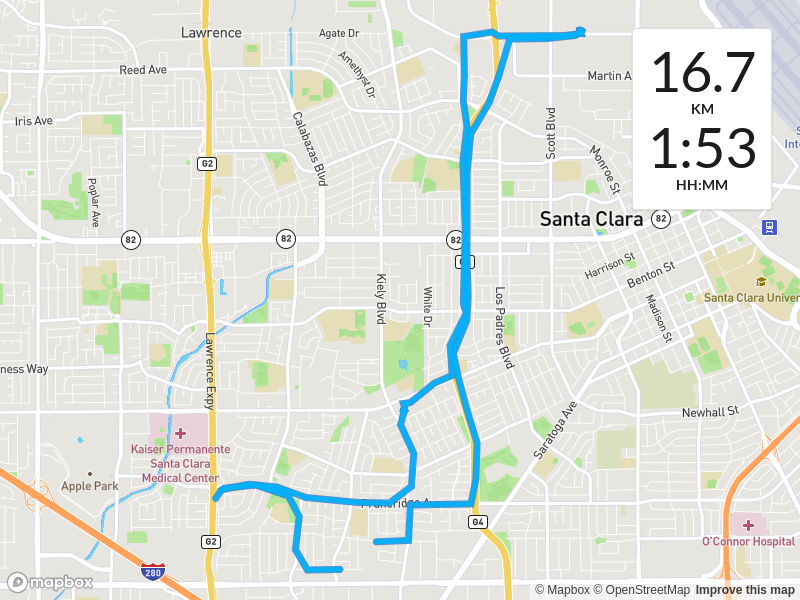 Lawrence
Agate Dr
Reed Ave
Amethyst Dr
Martin A
16.7
KM
1:53
HH:MM
Iris Ave
Calabazas Blvd
Scott Blvd
Monroe St
G2
Poplar Ave
Santa Clara
82
82
82
82
Harrison St
Benton St
Kiely Blvd
White Dr
Los Padres Blvd
Madison St
Santa Clara Univer
Lawrence Expy
ness Way
Newhall St
Saratoga Ave
Kaiser Permanente
Santa Clara
Medical Center
Apple Park
Pruneridge Ave
G4
G2
O'Connor Hospital
280
mapbox
© Mapbox © OpenStreetMap Improve this map